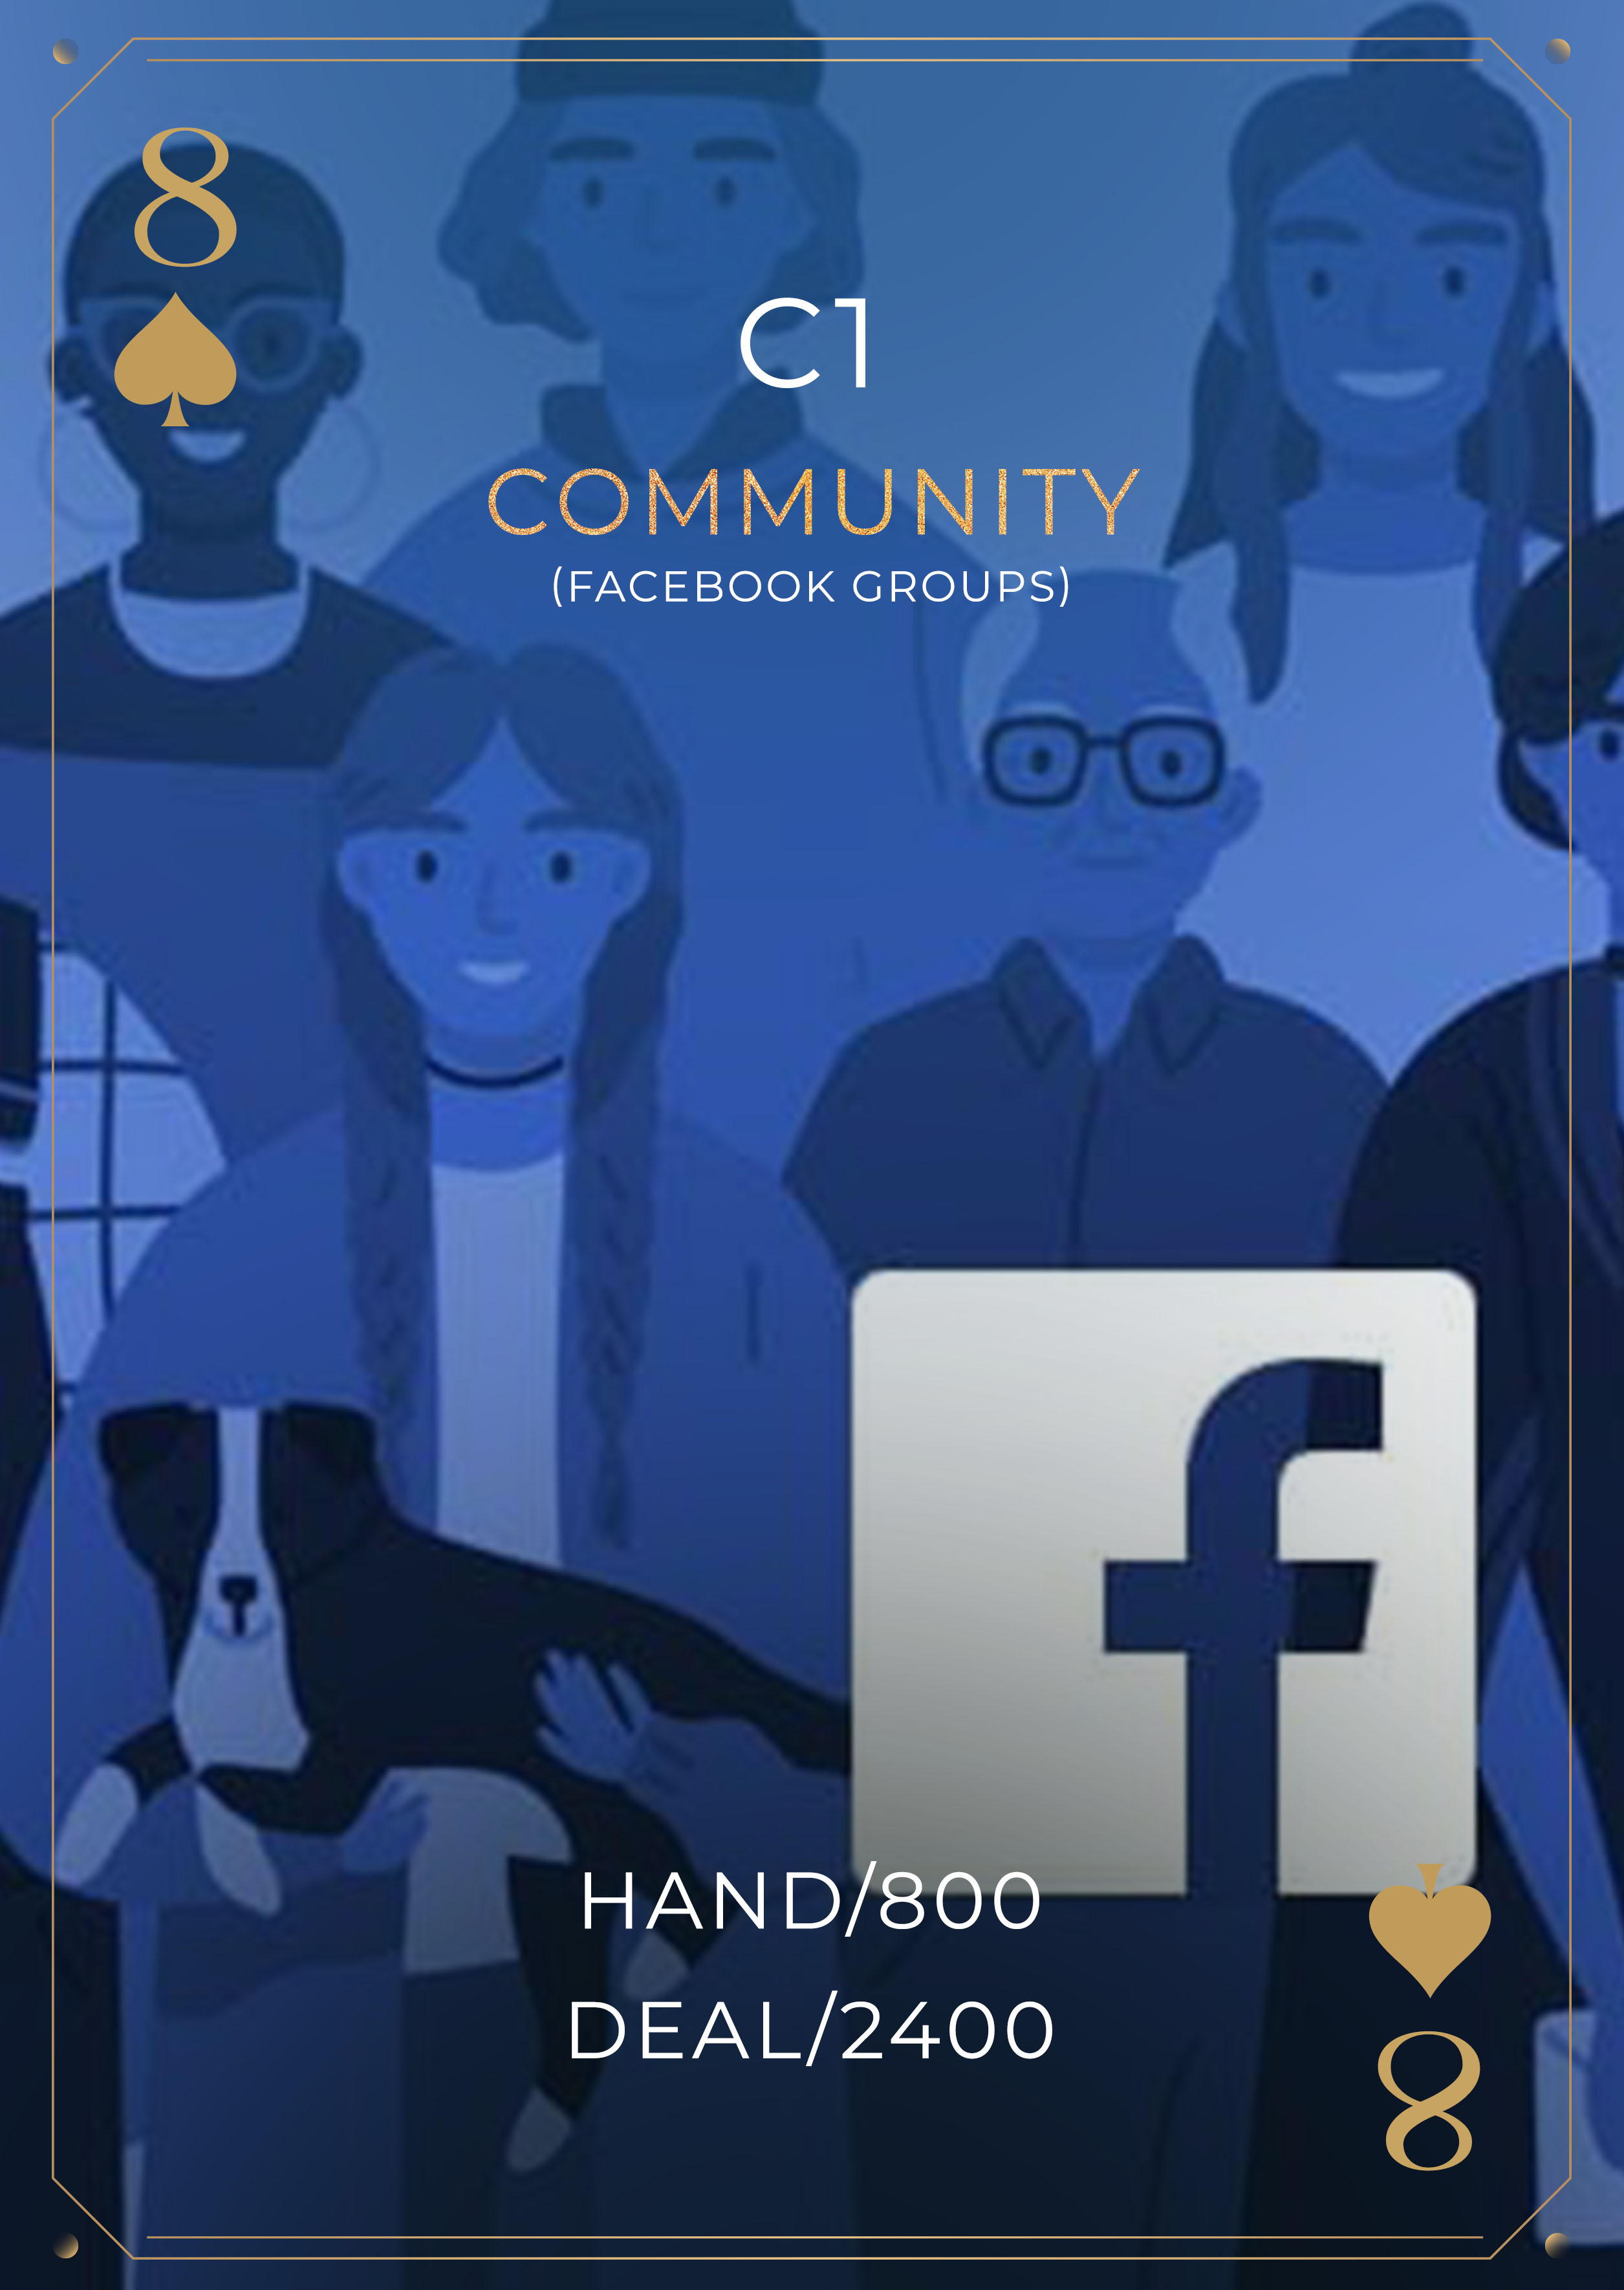 8
C1
COMMUNITY
(FACEBOOK GROUPS)
f
HAND/800
DEAL/2400
8